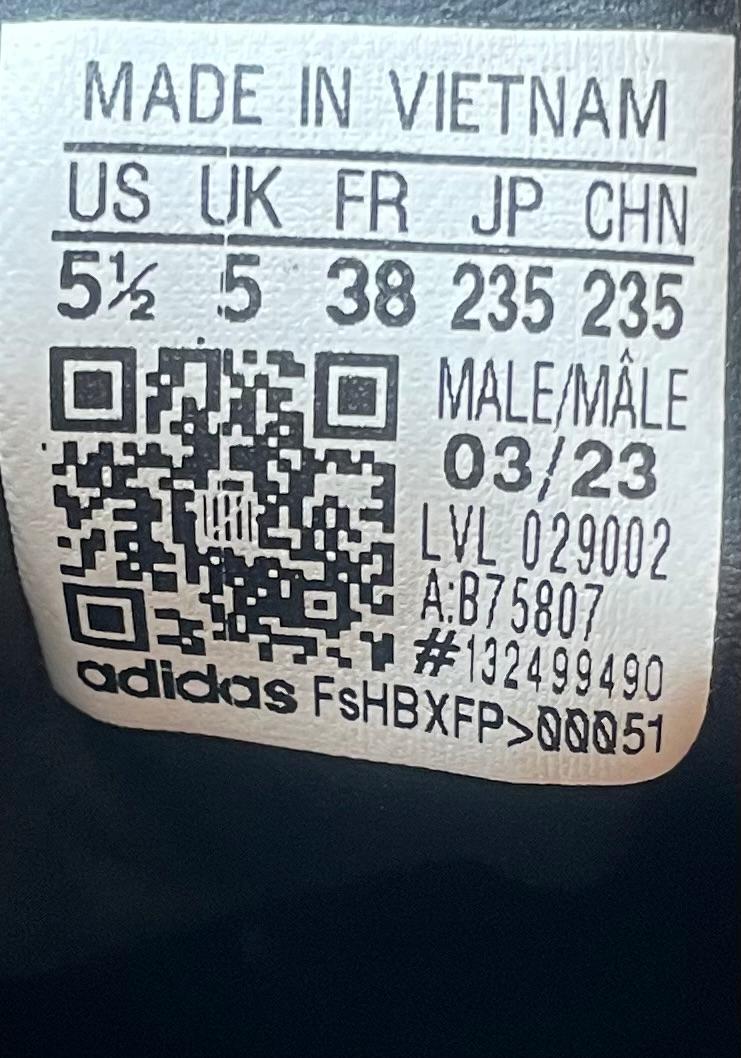 MADE IN VIETNAM
US UK FR JP CHN
5½ 5 38 235 235
MALE/MÂLE
03/23
LVL 029002
A:B75807
#132499490
adidas FsHBXFP>00051